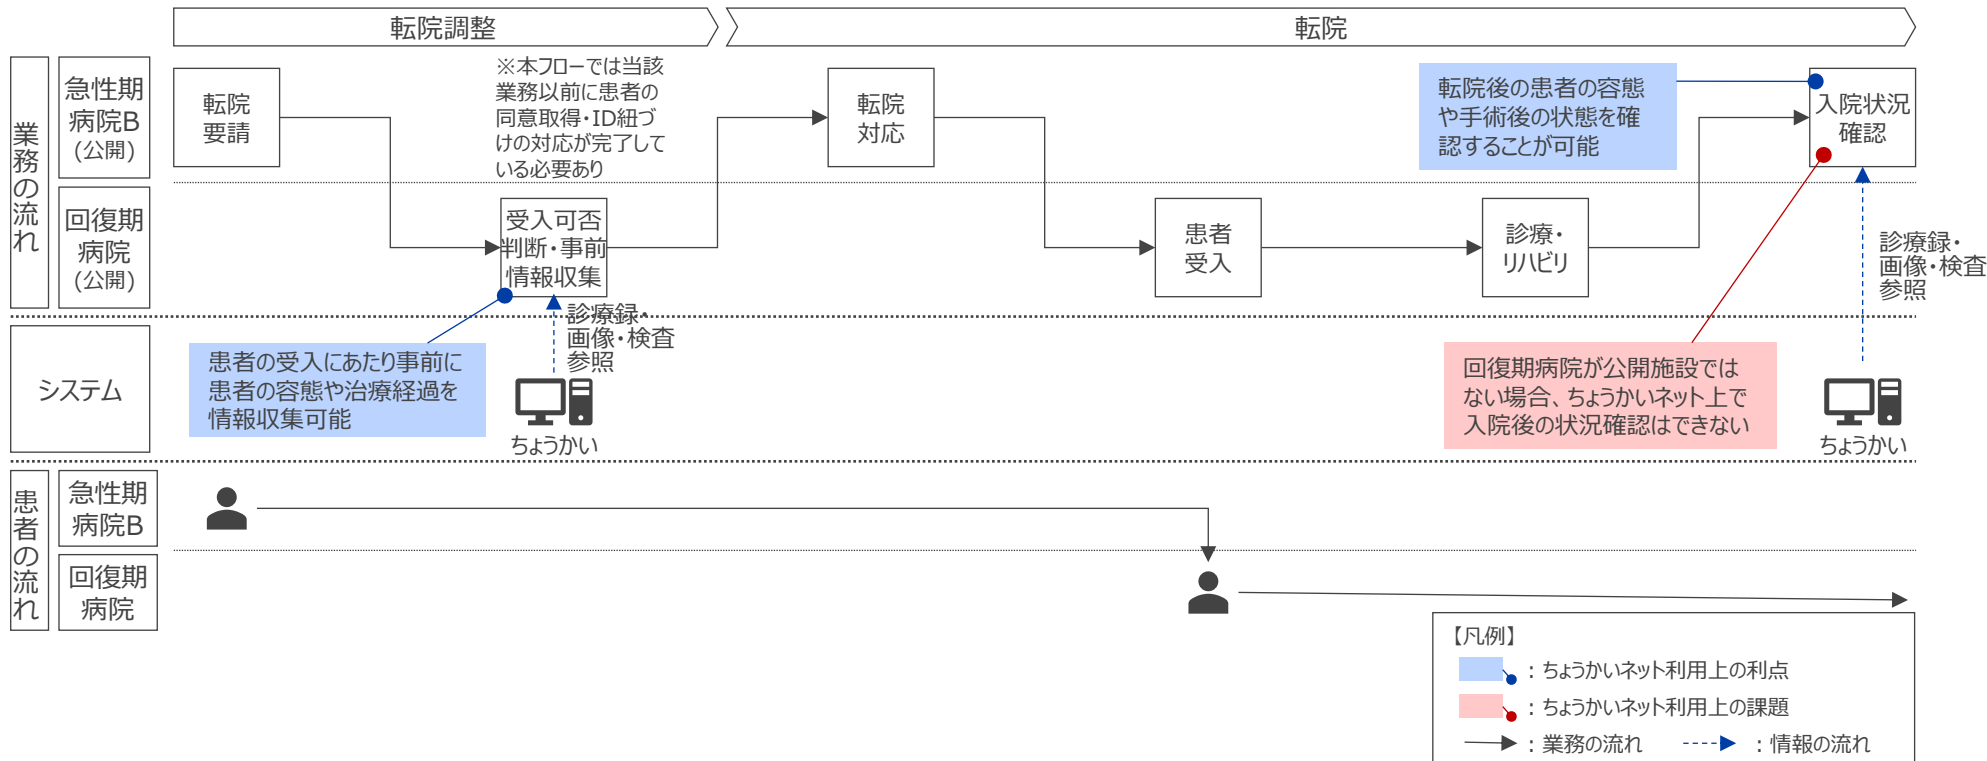 転院調整
転院
業務の流れ
急性期
病院B
(公開)
転院
要請
※本フローでは当該
業務以前に患者の
同意取得・ID紐づ
けの対応が完了して
いる必要あり
転院
対応
転院後の患者の容態
や手術後の状態を確
認することが可能
入院状況
確認
回復期
病院
(公開)
受入可否
判断・事前
情報収集
患者
受入
診療・
リハビリ
診療録・
画像・検査
参照
診療録・
画像・検査
参照
システム
患者の受入にあたり事前に
患者の容態や治療経過を
情報収集可能
ちょうかい
回復期病院が公開施設では
ない場合、ちょうかいネット上で
入院後の状況確認はできない
ちょうかい
患者の流れ
急性期
病院B
回復期
病院
【凡例】
：ちょうかいネット利用上の利点
：ちょうかいネット利用上の課題
：業務の流れ
：情報の流れ